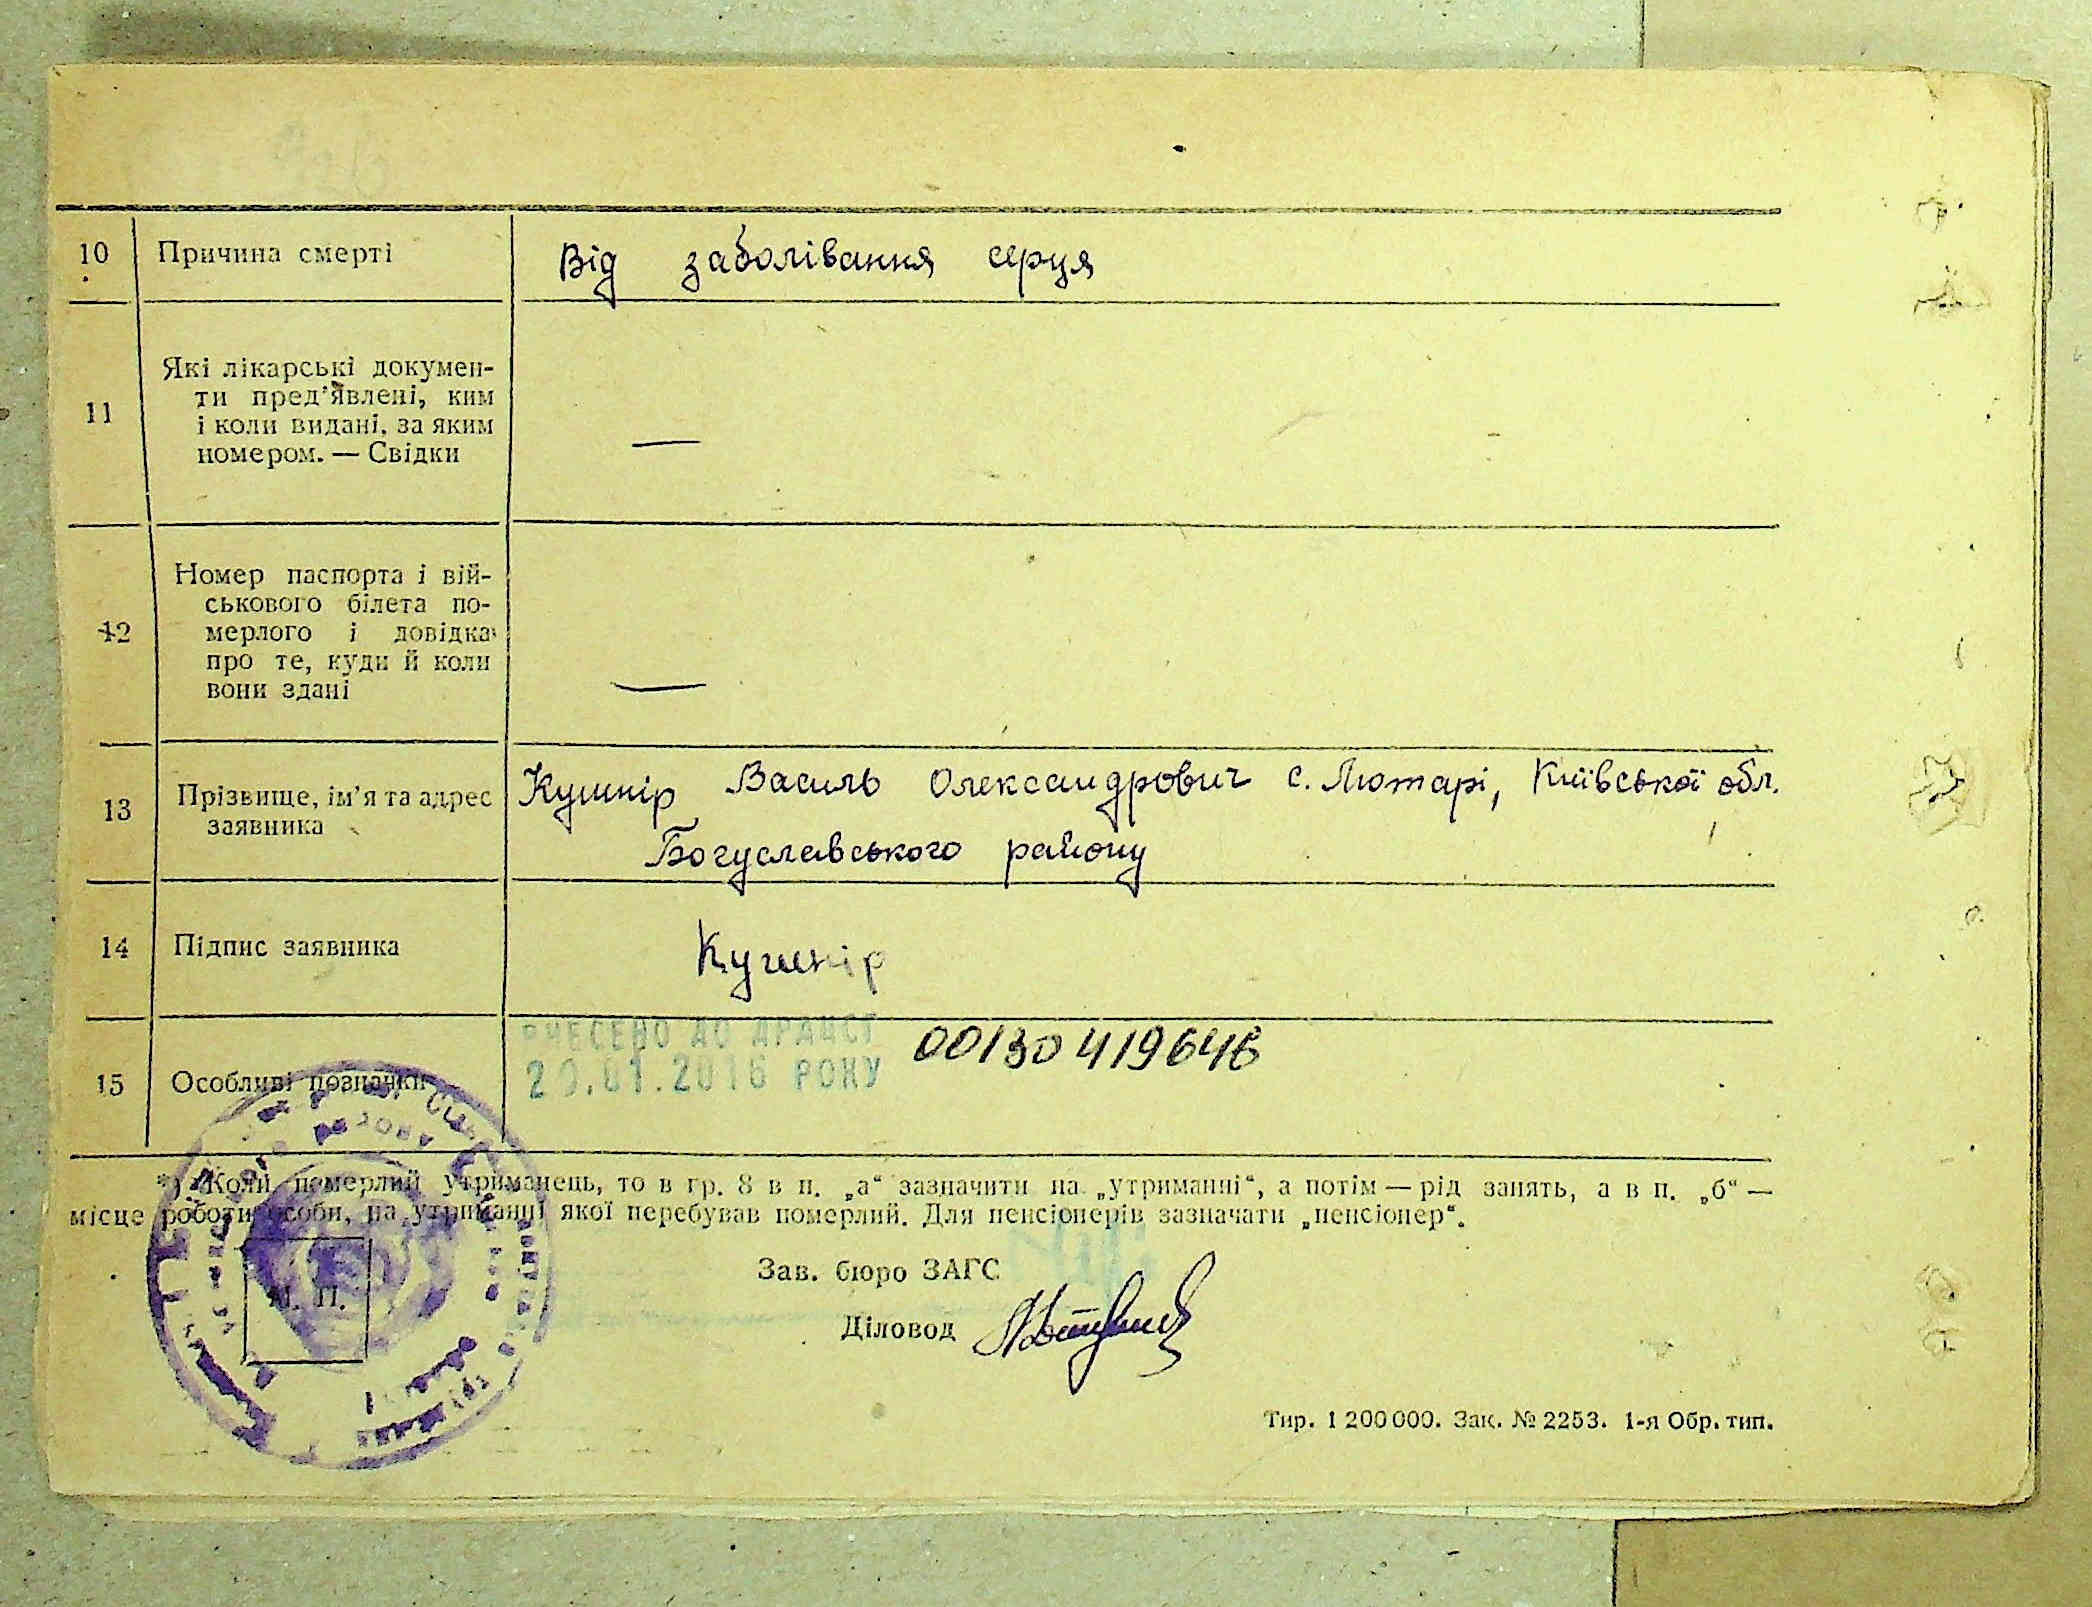 10 Причина смерті Від заболівання серця
11 Які лікарські докумен-
ти пред'явлені, ким
і коли видані, за яким
номером. — Свідки —
12 Номер паспорта і вій-
ськового білета по-
мерлого і довідка
про те, куди й коли
вони здані —
13 Прізвище, ім'я та адрес Кушнір Василь Олександрович с. Лютарі, Київської обл.
заявника Богуславського району
14 Підпис заявника Кушнір
15 Особливі позначки ВНЕСЕНО ДО ДРАЦСГ 00130419646
20.01.2016 РОКУ
*) Коли померлий утриманець, то в гр. 8 в п. „а“ зазначити на „утриманні“, а потім — рід занять, а в п. „б“ —
місце роботи особи, на утриманні якої перебував померлий. Для пенсіонерів зазначати „пенсіонер“.
М. П.
Зав. бюро ЗАГС
Діловод
Тир. 1 200 000. Зак. № 2253. 1-я Обр. тип.